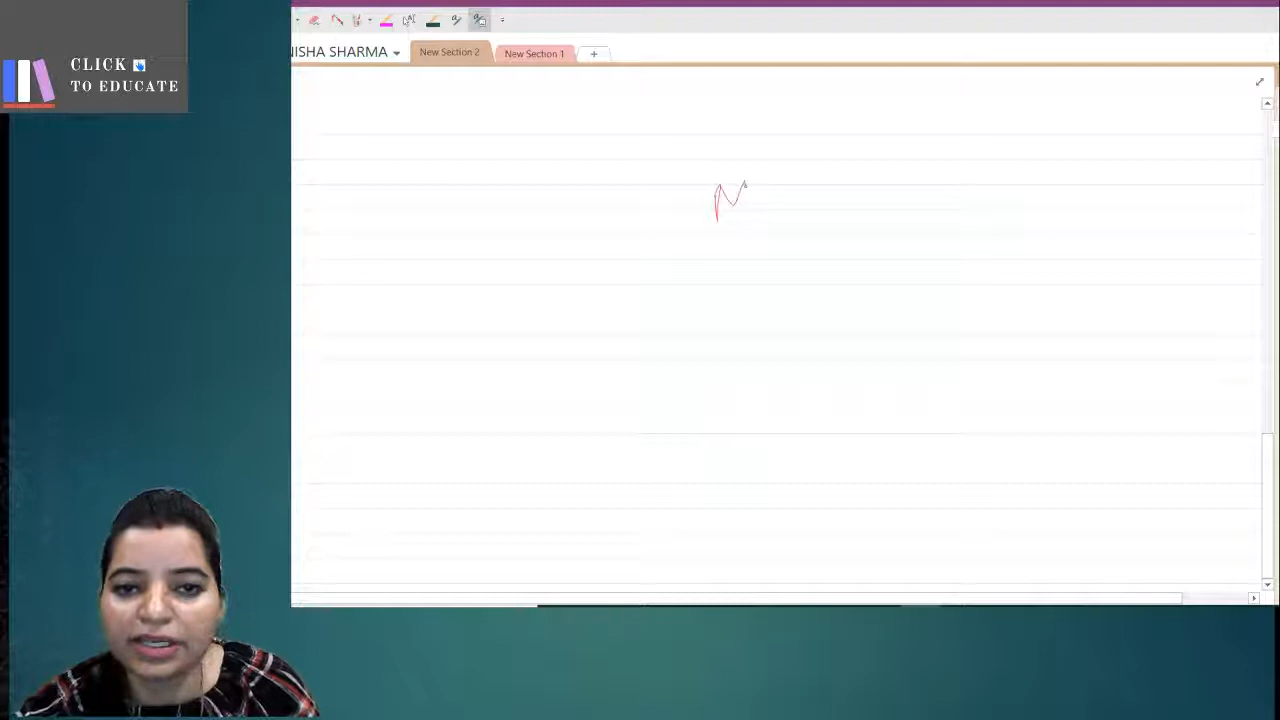 CLICK
TO EDUCATE
NISHA SHARMA
New Section 2
New Section 1